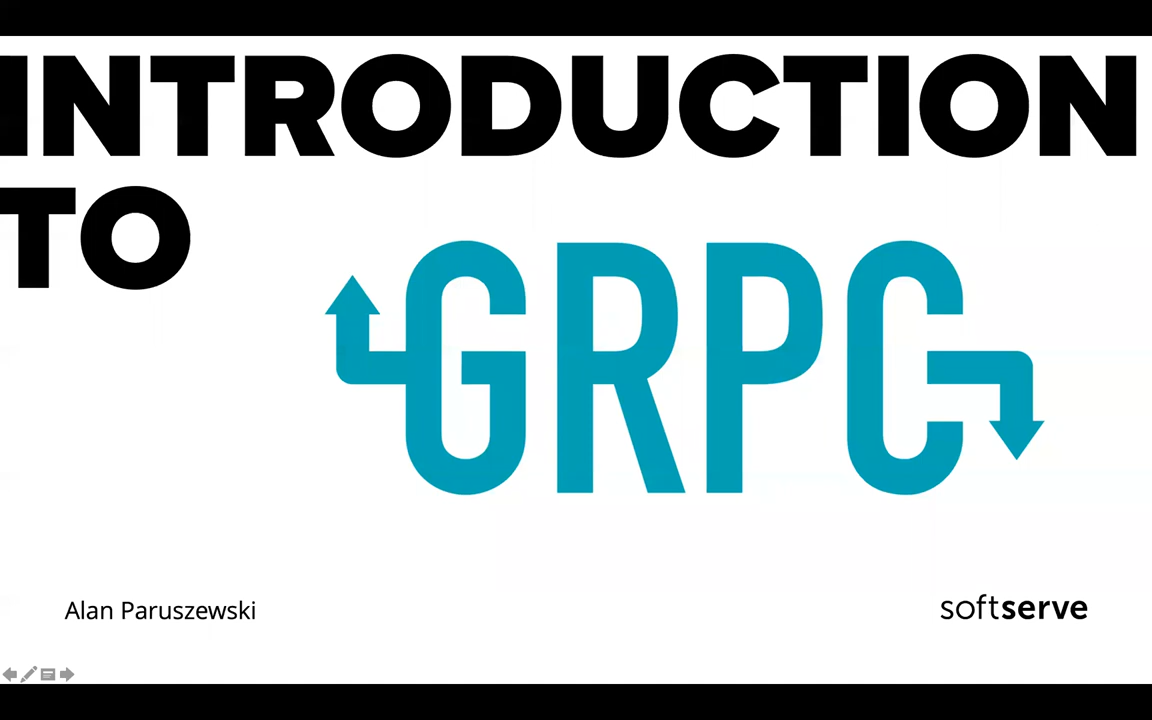 INTRODUCTION
TO
GRPC
Alan Paruszewski
softserve